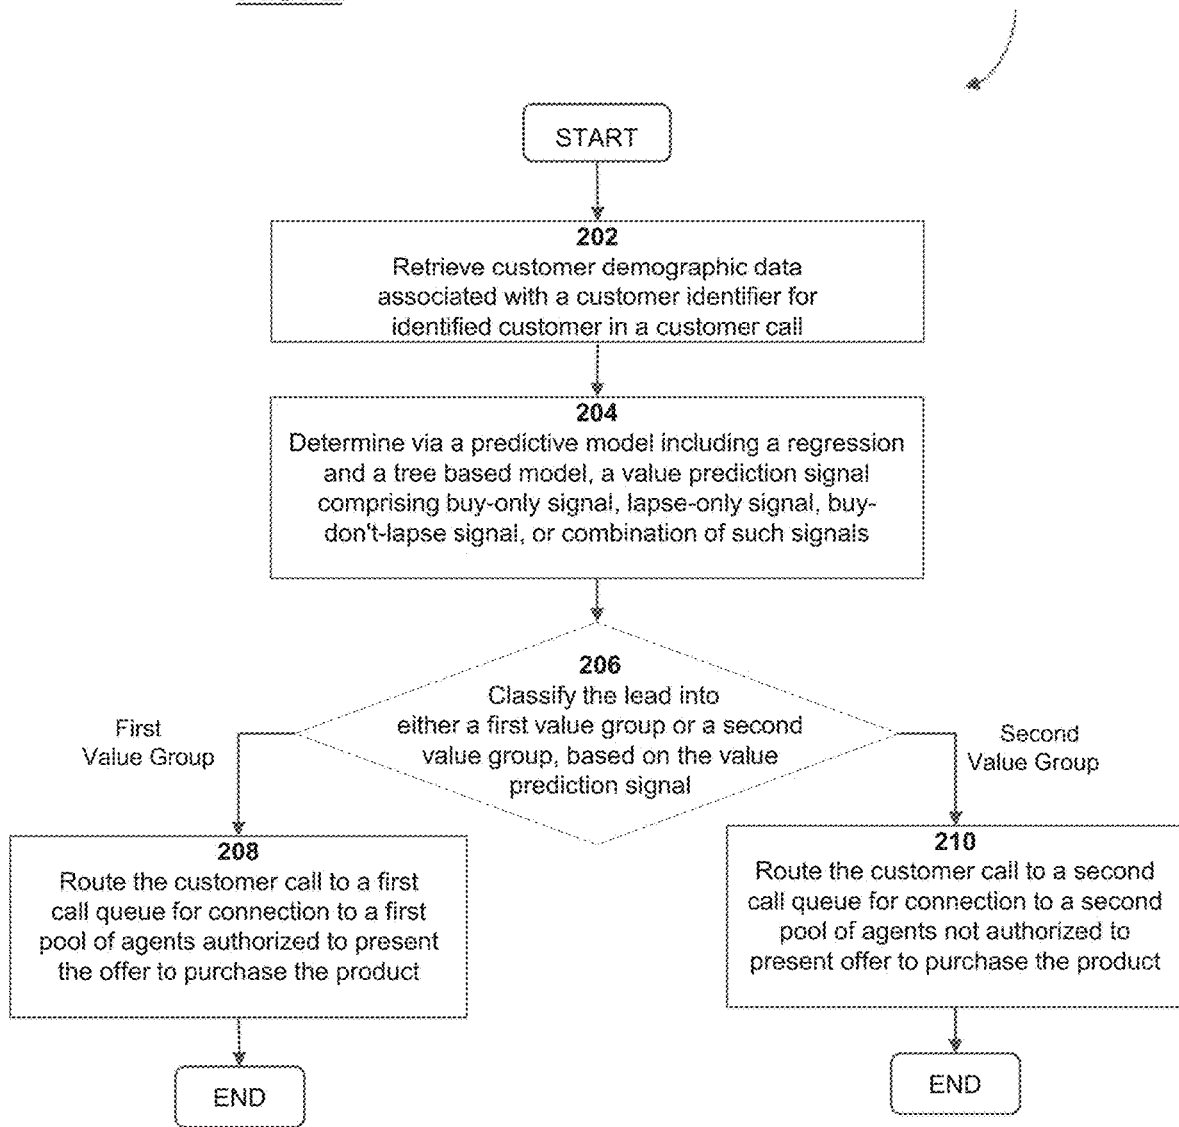 START
202
Retrieve customer demographic data
associated with a customer identifier for
identified customer in a customer call
204
Determine via a predictive model including a regression
and a tree based model, a value prediction signal
comprising buy-only signal, lapse-only signal, buy-
don't-lapse signal, or combination of such signals
206
Classify the lead into
either a first value group or a second
value group, based on the value
prediction signal
First
Value Group
Second
Value Group
208
Route the customer call to a first
call queue for connection to a first
pool of agents authorized to present
the offer to purchase the product
210
Route the customer call to a second
call queue for connection to a second
pool of agents not authorized to
present offer to purchase the product
END
END